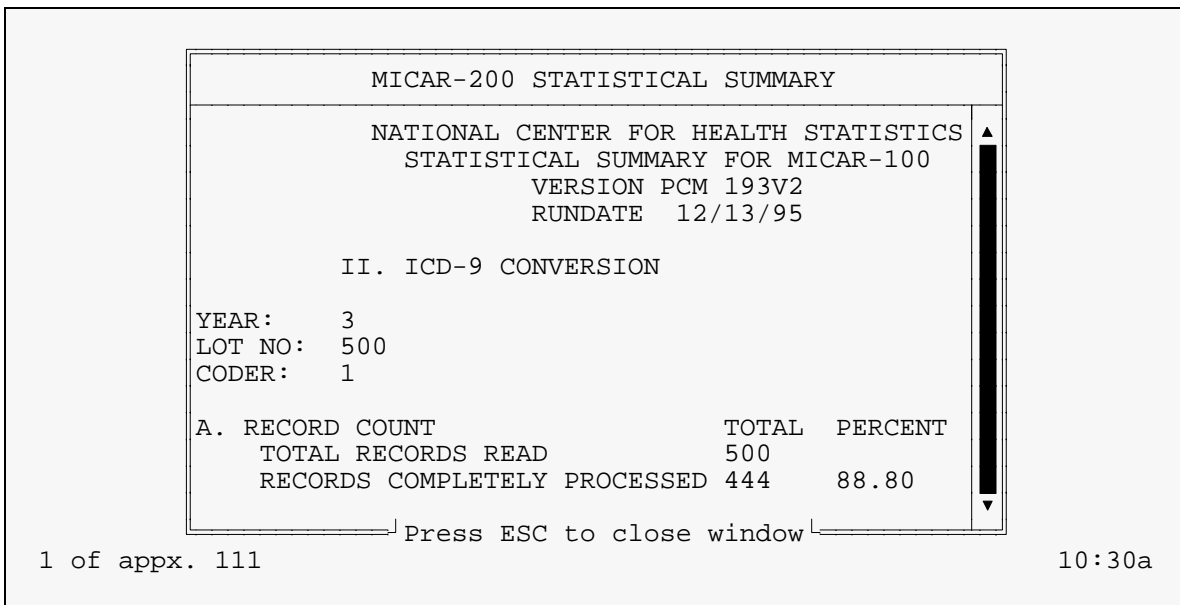 MICAR-200 STATISTICAL SUMMARY
NATIONAL CENTER FOR HEALTH STATISTICS
STATISTICAL SUMMARY FOR MICAR-100
VERSION PCM 193V2
RUNDATE 12/13/95
II. ICD-9 CONVERSION
YEAR: 3
LOT NO: 500
CODER: 1
A. RECORD COUNT TOTAL PERCENT
TOTAL RECORDS READ 500
RECORDS COMPLETELY PROCESSED 444 88.80
Press ESC to close window
1 of appx. 111 10:30a